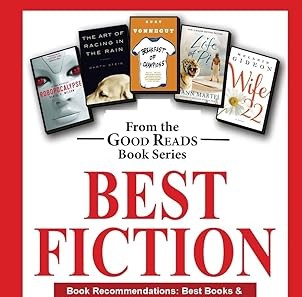 ROBOPOCALYPSE
THE ART OF
RACING IN
THE RAIN
GARTH STEIN
KURT
VONNEGUT
BREAKFAST OF
CHAMPIONS
Life
of Pi
YANN MARTEL
MELANIE
GIDEON
Wife
22
From the
GOOD READS
Book Series
BEST
FICTION
Book Recommendations: Best Books &